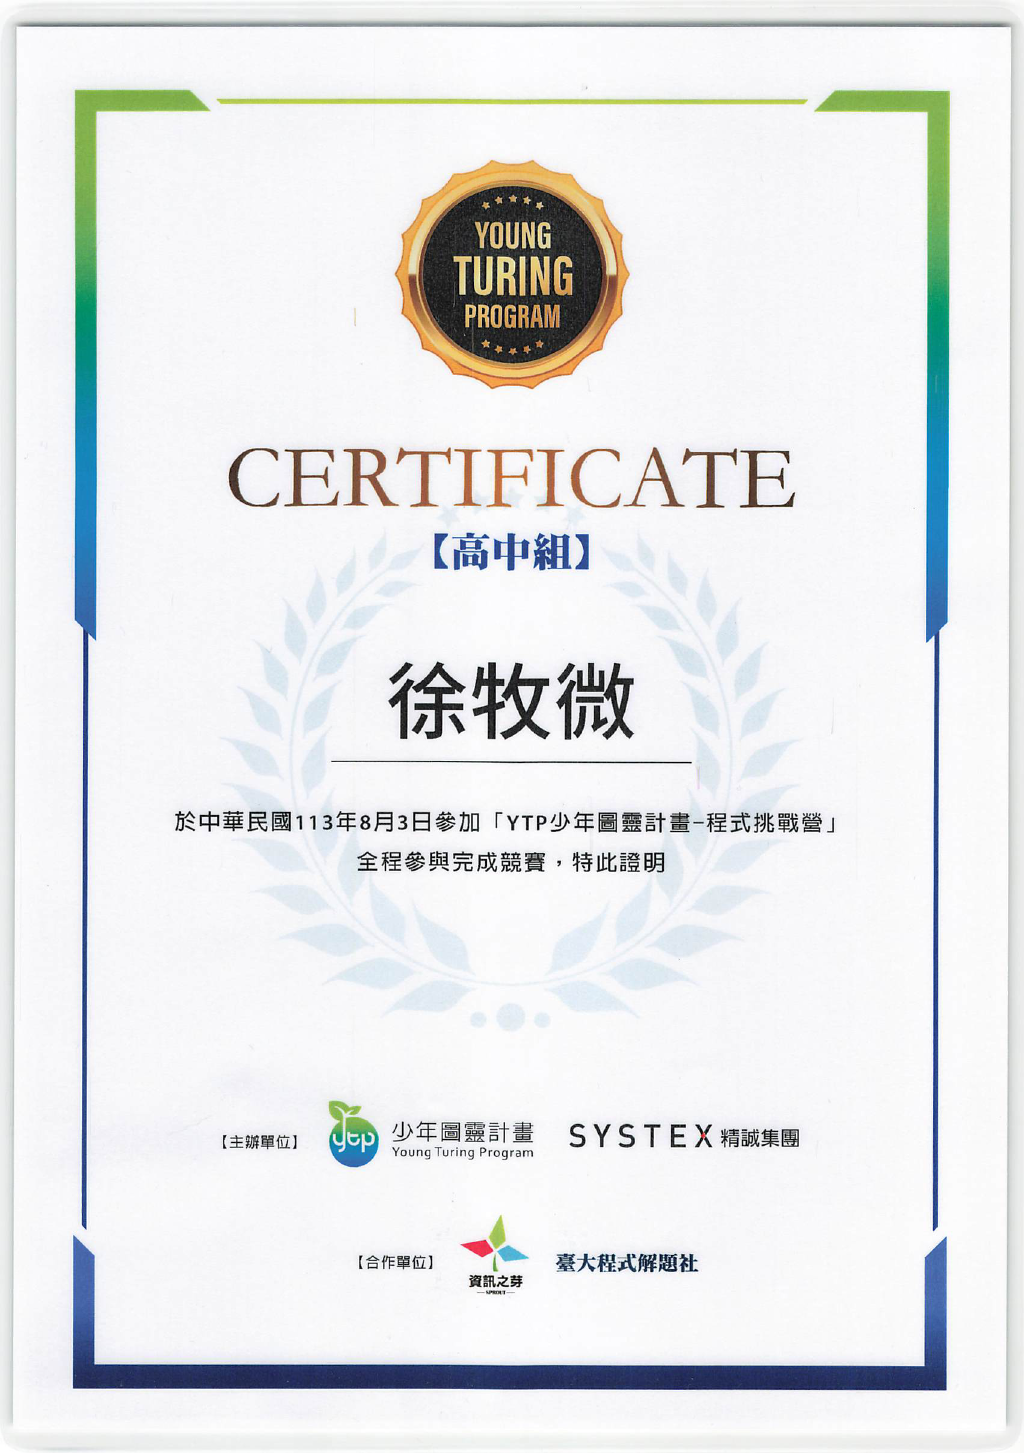 YOUNG
TURING
PROGRAM
CERTIFICATE
【高中組】
徐牧微
於中華民國113年8月3日參加「YTP少年圖靈計畫-程式挑戰營」
全程參與完成競賽，特此證明
【主辦單位】 ytp 少年圖靈計畫 Young Turing Program SYSTEX 精誠集團
【合作單位】 資訊之芽 SPROUT 臺大程式解題社